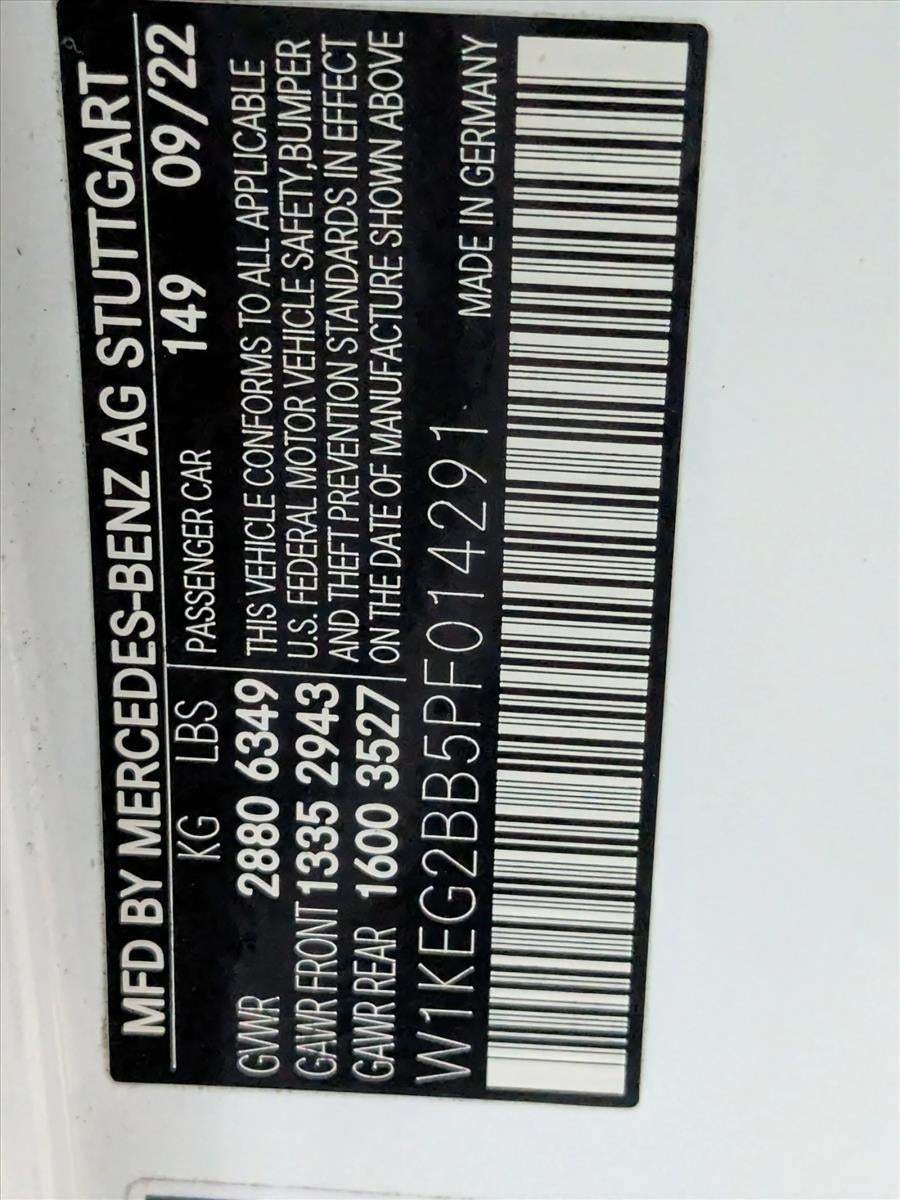 MFD BY MERCEDES-BENZ AG STUTTGART
KG LBS PASSENGER CAR 149 09/22
GVWR 2880 6349 THIS VEHICLE CONFORMS TO ALL APPLICABLE
GAWR FRONT 1335 2943 U.S. FEDERAL MOTOR VEHICLE SAFETY,BUMPER
GAWR REAR 1600 3527 AND THEFT PREVENTION STANDARDS IN EFFECT
ON THE DATE OF MANUFACTURE SHOWN ABOVE
W1KEG2BB5PF014291 MADE IN GERMANY